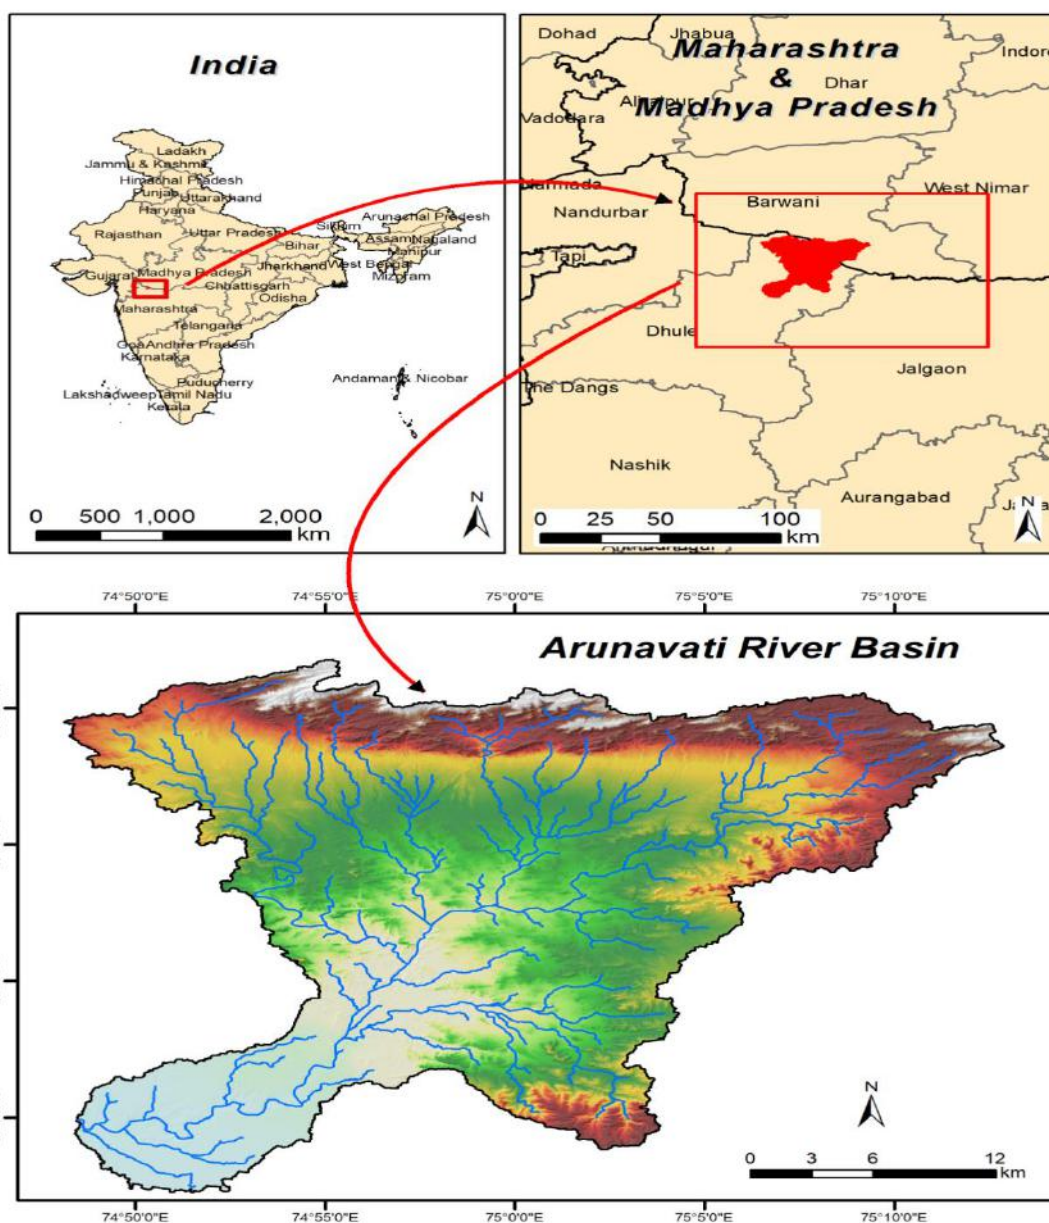 India
Ladakh
Jammu & Kashmir
Himachal Pradesh
Punjab
Uttarakhand
Haryana
Rajasthan
Uttar Pradesh
Sikkim
Arunachal Pradesh
Bihar
Assam
Nagaland
Manipur
Gujarat
Madhya Pradesh
Jharkhand
West Bengal
Mizoram
Chhattisgarh
Odisha
Maharashtra
Telangana
Goa
Andhra Pradesh
Karnataka
Puducherry
Andaman & Nicobar
Lakshadweep
Tamil Nadu
Kerala
N
0 500 1,000 2,000
km
Maharashtra
&
Madhya Pradesh
Dohad
Jhabua
Dhar
Vadodara
Barwani
West Nimar
Nandurbar
Tapi
Dhule
Jalgaon
The Dangs
Nashik
Aurangabad
N
0 25 50 100
km
74°50'0"E 74°55'0"E 75°0'0"E 75°5'0"E 75°10'0"E
Arunavati River Basin
N
0 3 6 12
km
74°50'0"E 74°55'0"E 75°0'0"E 75°5'0"E 75°10'0"E